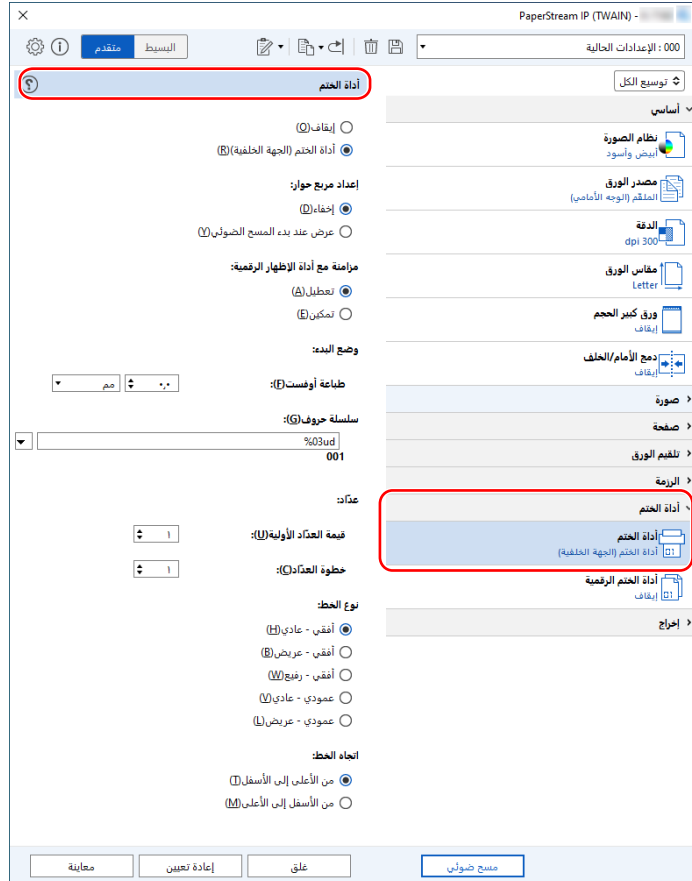 PaperStream IP (TWAIN) -
000 : الإعدادات الحالية
البسيط
متقدم
توسيع الكل
أساسي
نظام الصورة
أبيض وأسود
مصدر الورق
الملقّم (الوجه الأمامي)
الدقة
300 dpi
مقاس الورق
Letter
ورق كبير الحجم
إيقاف
دمج الأمام/الخلف
إيقاف
صورة
صفحة
تلقيم الورق
الرزمة
أداة الختم
أداة الختم
أداة الختم (الجهة الخلفية)
أداة الختم الرقمية
إيقاف
إخراج
أداة الختم
إيقاف(O)
أداة الختم (الجهة الخلفية)(R)
إعداد مربع حوار:
إخفاء(D)
عرض عند بدء المسح الضوئي(Y)
مزامنة مع أداة الإظهار الرقمية:
تعطيل(A)
تمكين(E)
وضع البدء:
طباعة أوفست(F):
٠,٠
مم
سلسلة حروف(G):
%03ud
001
عدّاد:
قيمة العدّاد الأولية(U):
١
خطوة العدّاد(C):
١
نوع الخط:
أفقي - عادي(H)
أفقي - عريض(B)
أفقي - رفيع(W)
عمودي - عادي(V)
عمودي - عريض(L)
اتجاه الخط:
من الأعلى إلى الأسفل(T)
من الأسفل إلى الأعلى(M)
مسح ضوئي
غلق
إعادة تعيين
معاينة